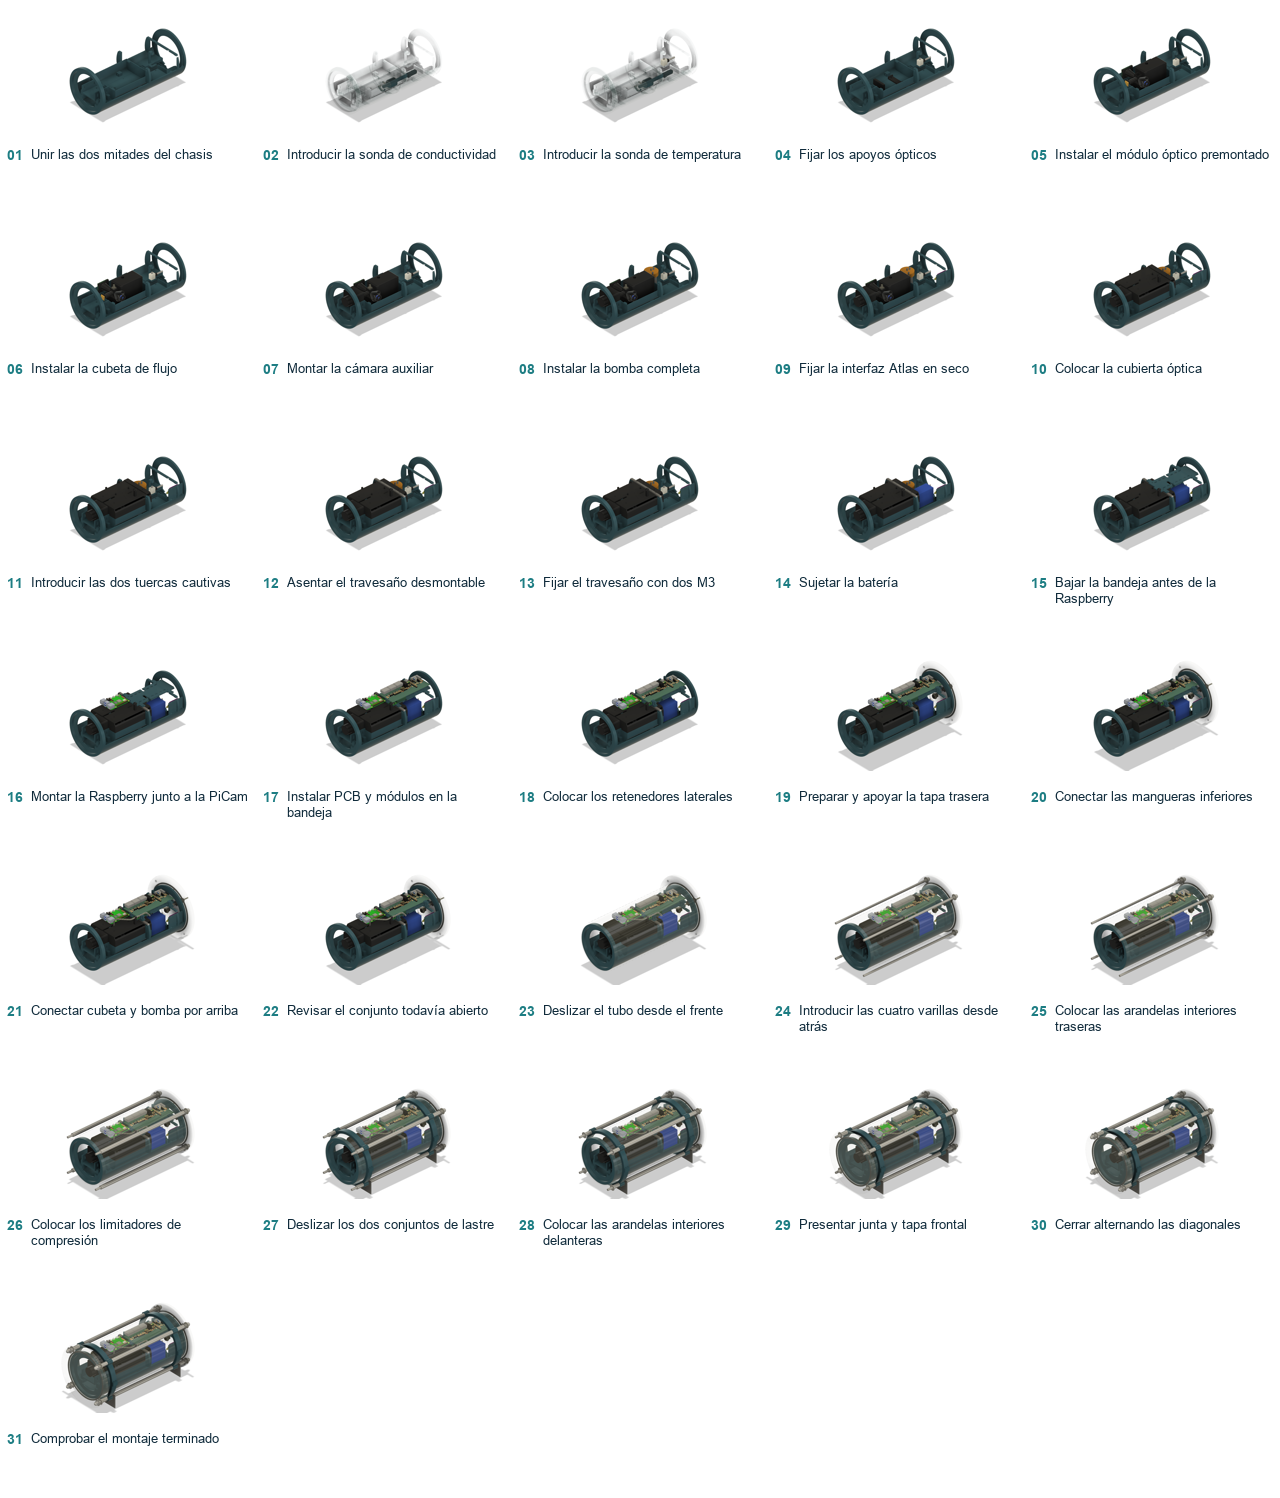 01 Unir las dos mitades del chasis
02 Introducir la sonda de conductividad
03 Introducir la sonda de temperatura
04 Fijar los apoyos ópticos
05 Instalar el módulo óptico premontado
06 Instalar la cubeta de flujo
07 Montar la cámara auxiliar
08 Instalar la bomba completa
09 Fijar la interfaz Atlas en seco
10 Colocar la cubierta óptica
11 Introducir las dos tuercas cautivas
12 Asentar el travesaño desmontable
13 Fijar el travesaño con dos M3
14 Sujetar la batería
15 Bajar la bandeja antes de la
Raspberry
16 Montar la Raspberry junto a la PiCam
17 Instalar PCB y módulos en la
bandeja
18 Colocar los retenedores laterales
19 Preparar y apoyar la tapa trasera
20 Conectar las mangueras inferiores
21 Conectar cubeta y bomba por arriba
22 Revisar el conjunto todavía abierto
23 Deslizar el tubo desde el frente
24 Introducir las cuatro varillas desde
atrás
25 Colocar las arandelas interiores
traseras
26 Colocar los limitadores de
compresión
27 Deslizar los dos conjuntos de lastre
28 Colocar las arandelas interiores
delanteras
29 Presentar junta y tapa frontal
30 Cerrar alternando las diagonales
31 Comprobar el montaje terminado